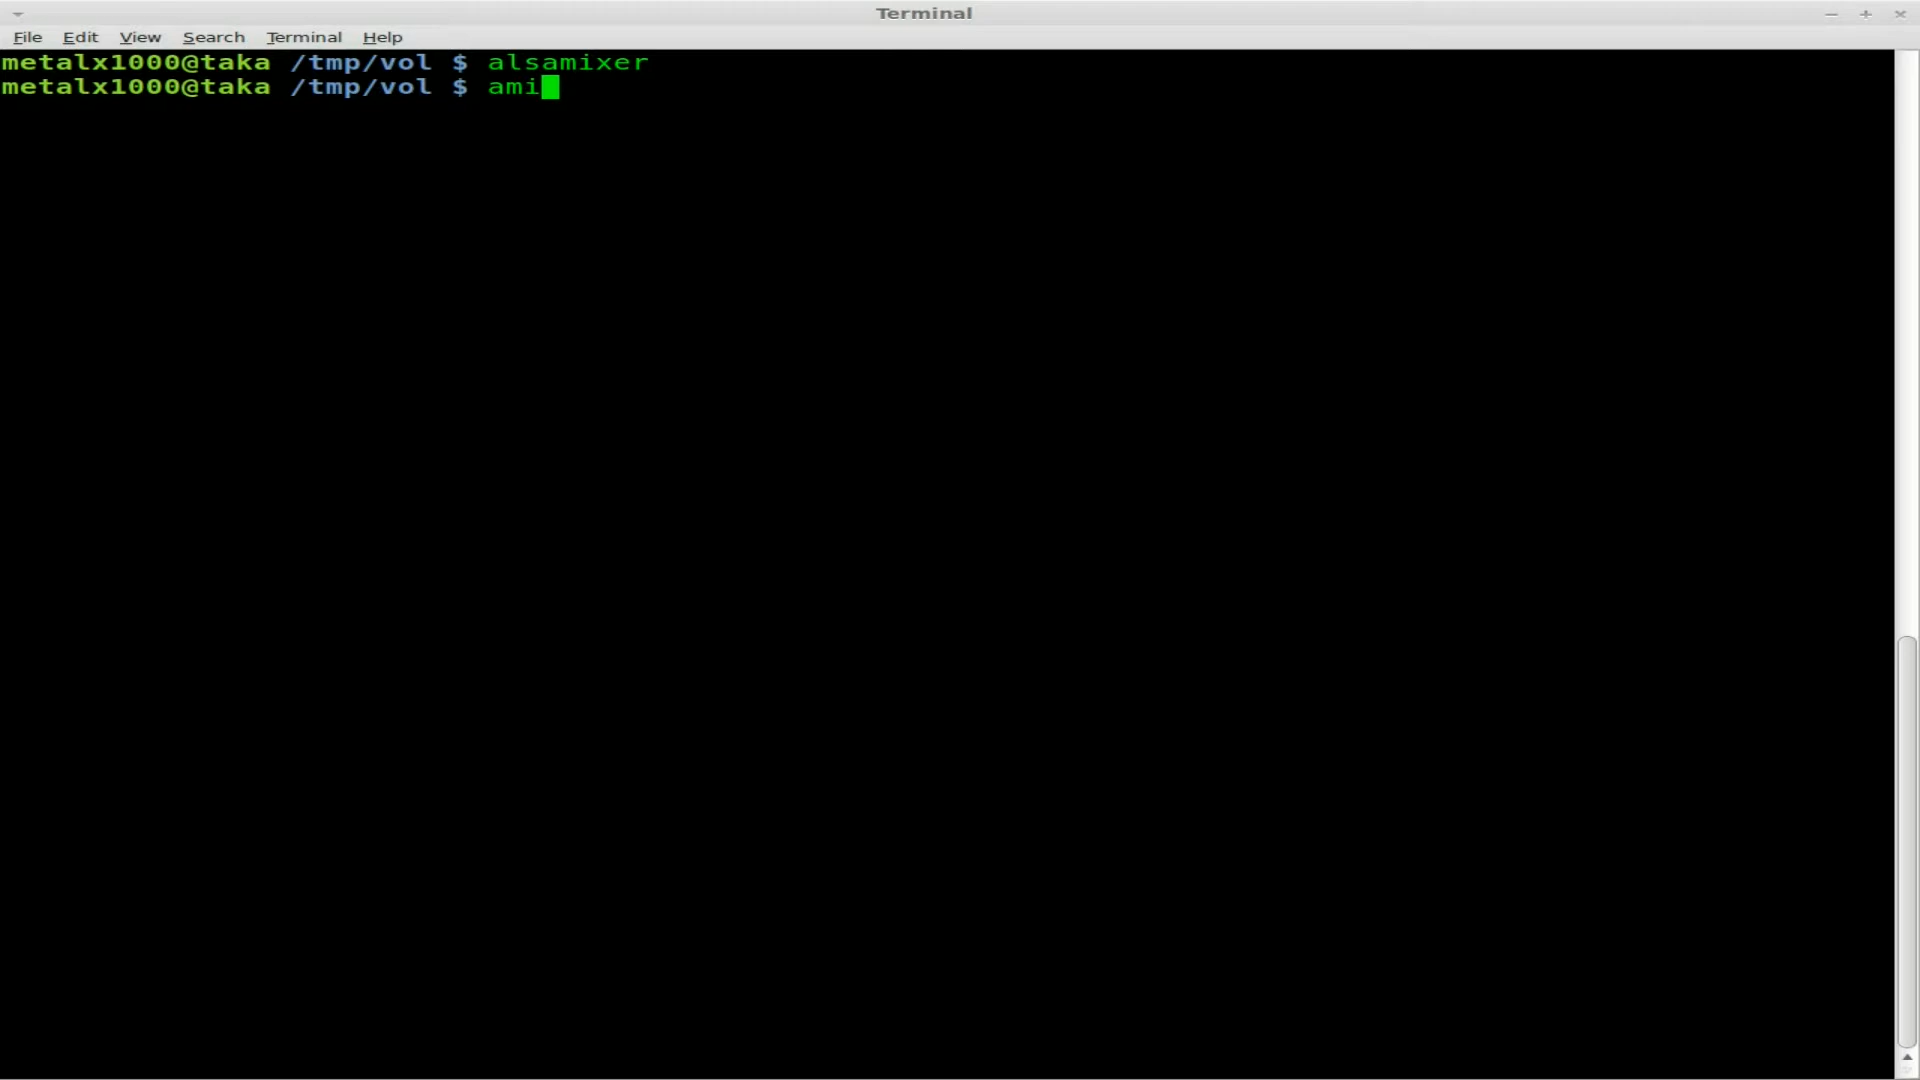 Terminal
File Edit View Search Terminal Help
metalx1000@taka /tmp/vol $ alsamixer
metalx1000@taka /tmp/vol $ ami